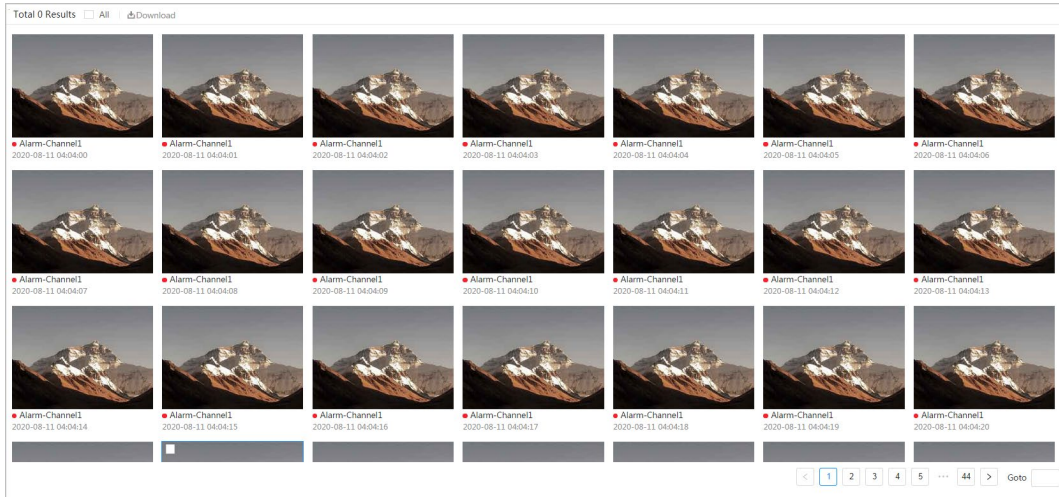 Total 0 Results All Download
Alarm-Channel1 Alarm-Channel1 Alarm-Channel1 Alarm-Channel1 Alarm-Channel1 Alarm-Channel1 Alarm-Channel1
2020-08-11 04:04:00 2020-08-11 04:04:01 2020-08-11 04:04:02 2020-08-11 04:04:03 2020-08-11 04:04:04 2020-08-11 04:04:05 2020-08-11 04:04:06
Alarm-Channel1 Alarm-Channel1 Alarm-Channel1 Alarm-Channel1 Alarm-Channel1 Alarm-Channel1 Alarm-Channel1
2020-08-11 04:04:07 2020-08-11 04:04:08 2020-08-11 04:04:09 2020-08-11 04:04:10 2020-08-11 04:04:11 2020-08-11 04:04:12 2020-08-11 04:04:13
Alarm-Channel1 Alarm-Channel1 Alarm-Channel1 Alarm-Channel1 Alarm-Channel1 Alarm-Channel1 Alarm-Channel1
2020-08-11 04:04:14 2020-08-11 04:04:15 2020-08-11 04:04:16 2020-08-11 04:04:17 2020-08-11 04:04:18 2020-08-11 04:04:19 2020-08-11 04:04:20
< 1 2 3 4 5 ··· 44 > Goto